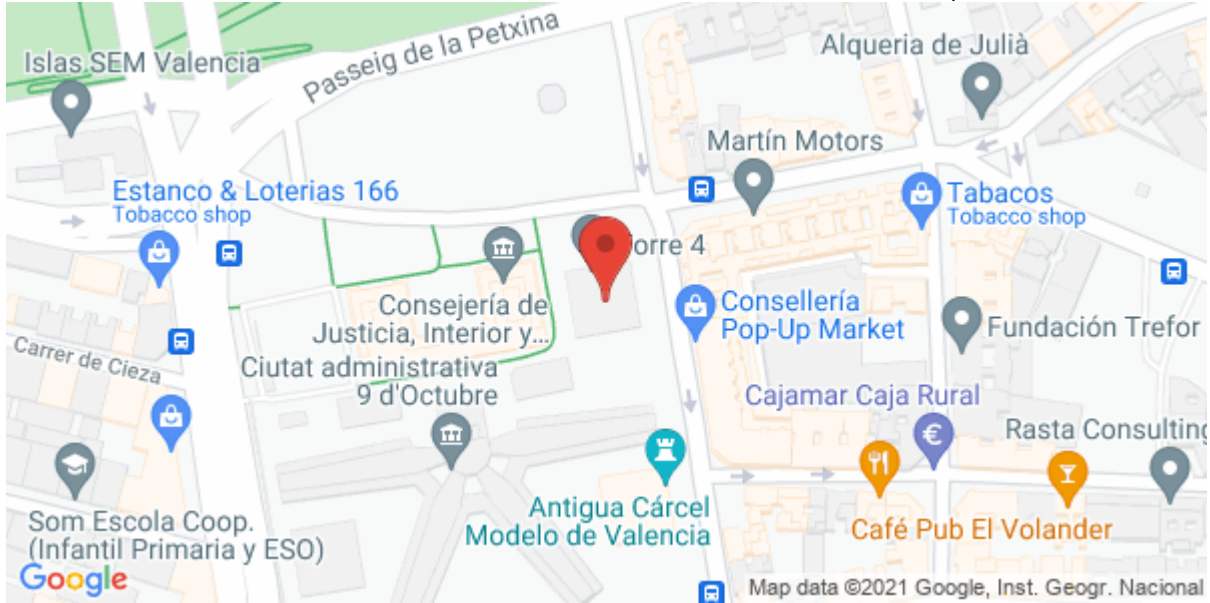 Passeig de la Petxina
Islas SEM Valencia
Alqueria de Julià
Martín Motors
Estanco & Loterias 166
Tobacco shop
Tabacos
Tobacco shop
orre 4
Consejería de
Justicia, Interior y...
Consellería
Pop-Up Market
Fundación Trefor
Carrer de Cieza
Ciutat administrativa
9 d'Octubre
Cajamar Caja Rural
€
Rasta Consulting
Antigua Cárcel
Modelo de Valencia
Som Escola Coop.
(Infantil Primaria y ESO)
Café Pub El Volander
Google
Map data ©2021 Google, Inst. Geogr. Nacional